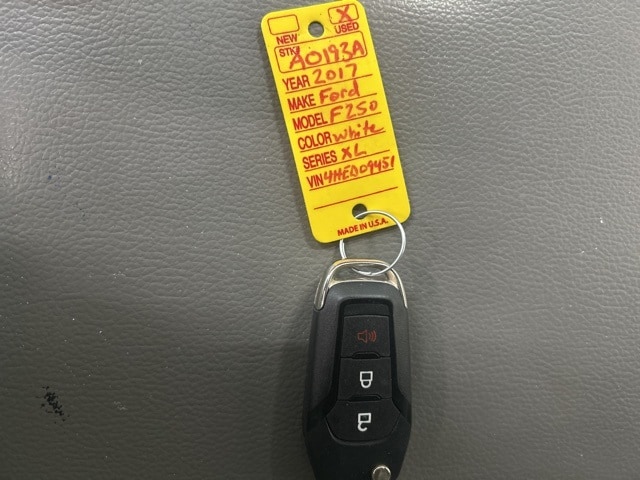 X
NEW USED
STK# A0193A
YEAR 2017
MAKE Ford
MODEL F250
COLOR white
SERIES XL
VIN 4HED09451
MADE IN U.S.A.